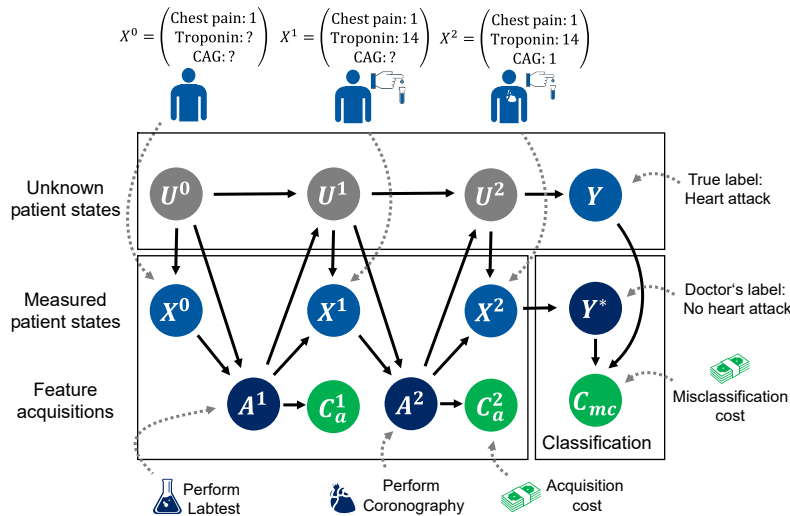 X⁰ = (Chest pain: 1
Troponin: ?
CAG: ?)
X¹ = (Chest pain: 1
Troponin: 14
CAG: ?)
X² = (Chest pain: 1
Troponin: 14
CAG: 1)
Unknown
patient states
U⁰
U¹
U²
Y
True label:
Heart attack
Measured
patient states
X⁰
X¹
X²
Y*
Doctor‘s label:
No heart attack
Feature
acquisitions
A¹
C¹ₐ
A²
C²ₐ
C_mc
Misclassification
cost
Classification
Perform
Labtest
Perform
Coronography
Acquisition
cost